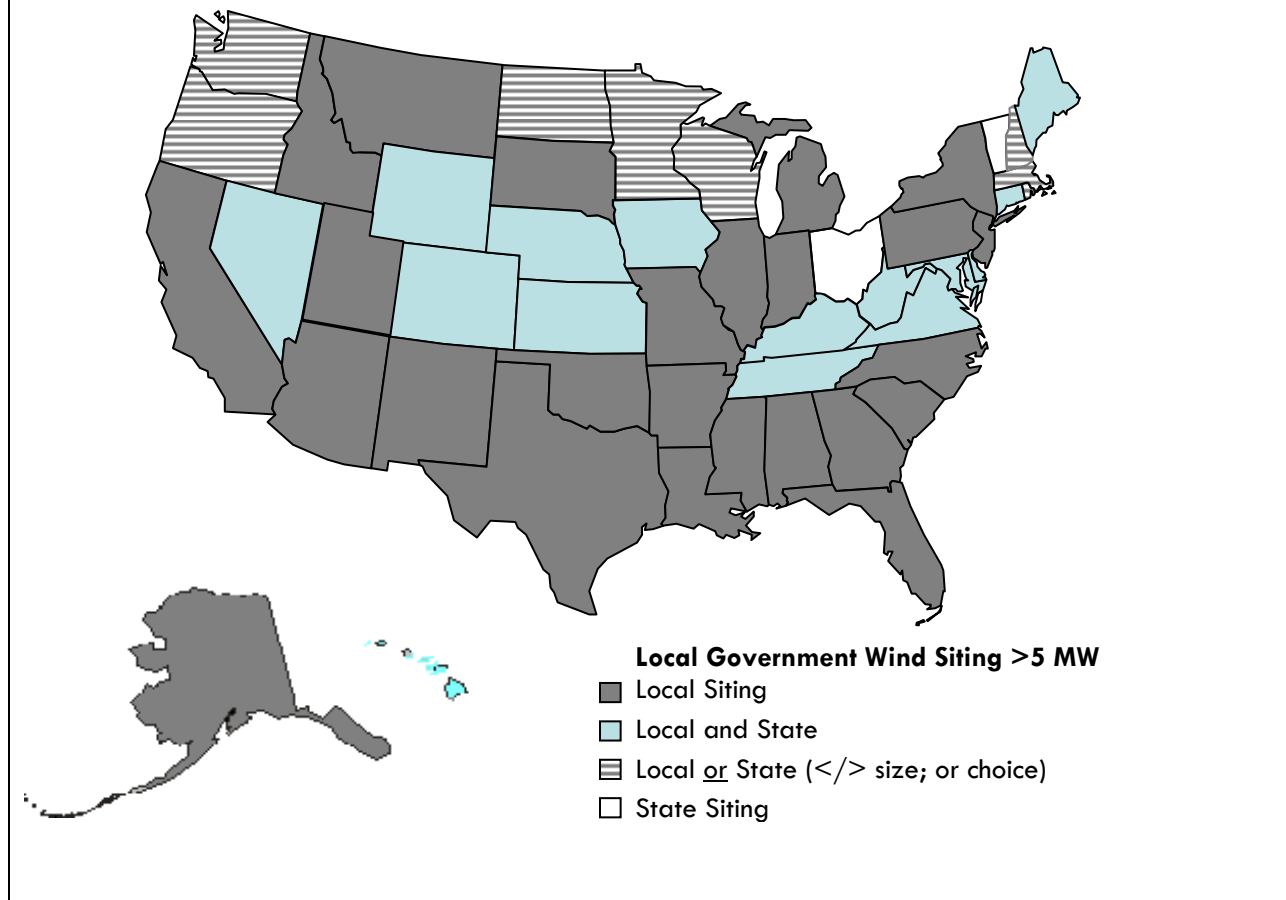 Local Government Wind Siting >5 MW
Local Siting
Local and State
Local or State (</> size; or choice)
State Siting